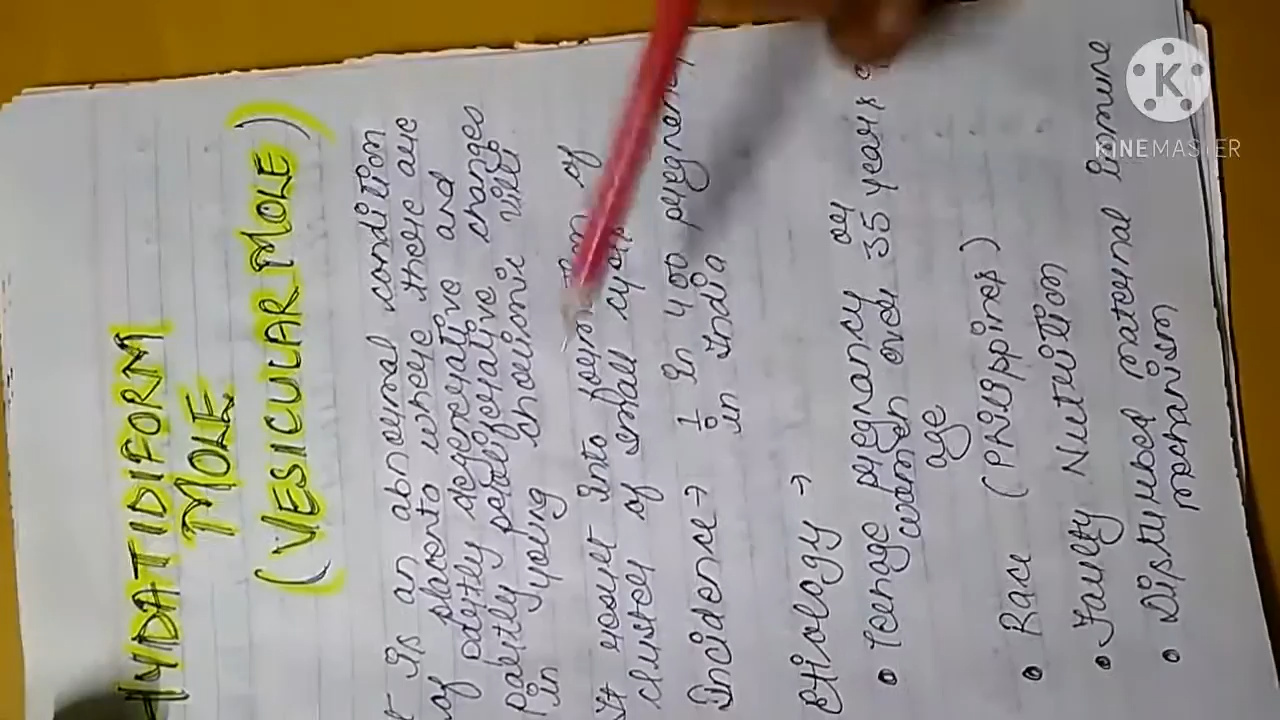 HYDATIDIFORM
MOLE
(VESICULAR MOLE)
It is an abnormal condition
of placenta where there are
partly degenerative and
partly proliferative changes
in young chorionic villi
It result into formation of
cluster of small cysts
Incidence → 1 in 400 pregnency
in India
Etiology →
• Teenage pregnancy or
women over 35 years of
age
• Race (Philippines)
• Faulty Nutrition
• Disturbed maternal immune
mechanism
KINEMASTER